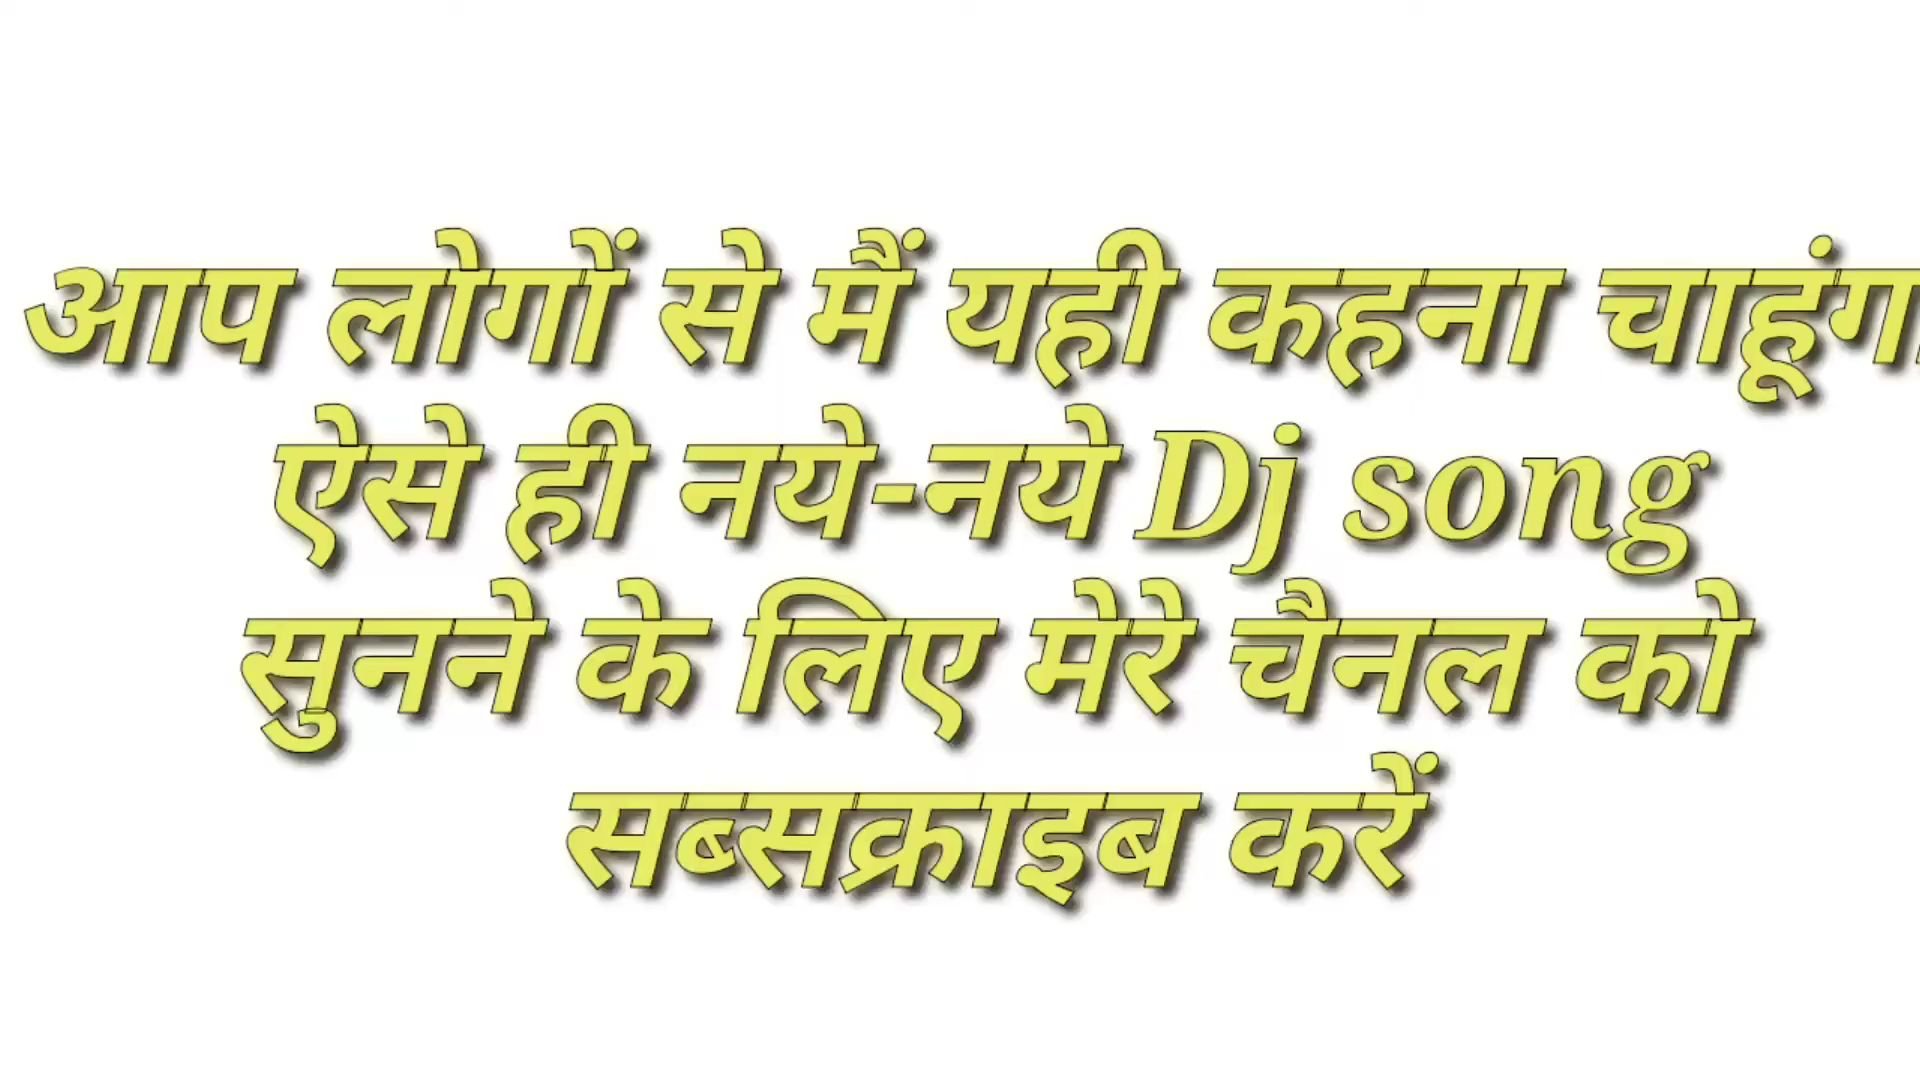 आप लोगों से मैं यही कहना चाहूंगा
ऐसे ही नये-नये Dj song
सुनने के लिए मेरे चैनल को
सब्सक्राइब करें